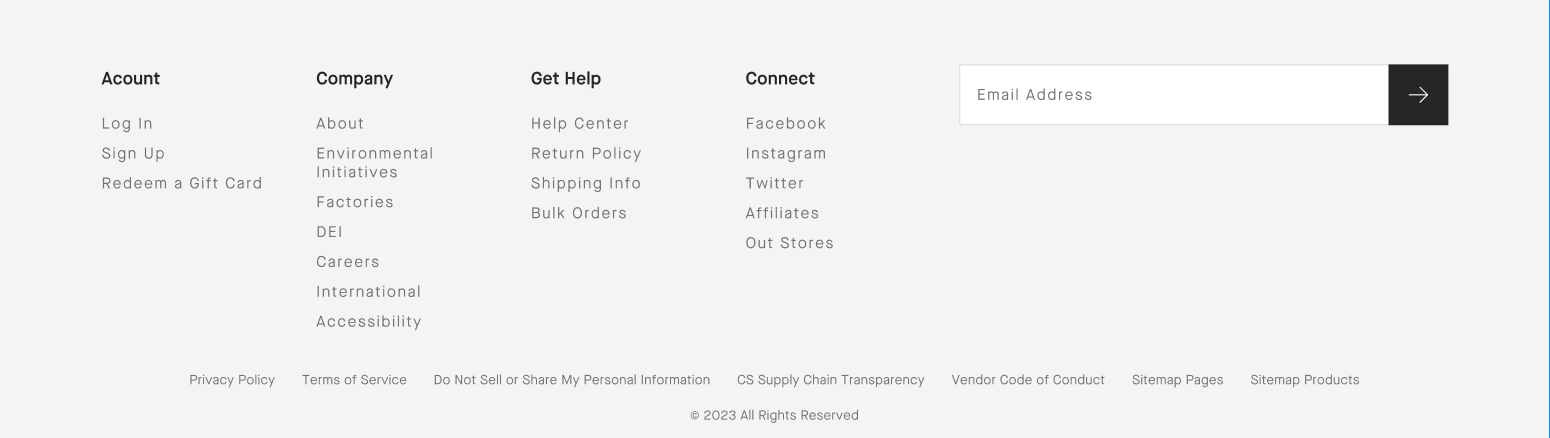 Acount
Log In
Sign Up
Redeem a Gift Card
Company
About
Environmental
Initiatives
Factories
DEI
Careers
International
Accessibility
Get Help
Help Center
Return Policy
Shipping Info
Bulk Orders
Connect
Facebook
Instagram
Twitter
Affiliates
Out Stores
Email Address
Privacy Policy Terms of Service Do Not Sell or Share My Personal Information CS Supply Chain Transparency Vendor Code of Conduct Sitemap Pages Sitemap Products
© 2023 All Rights Reserved